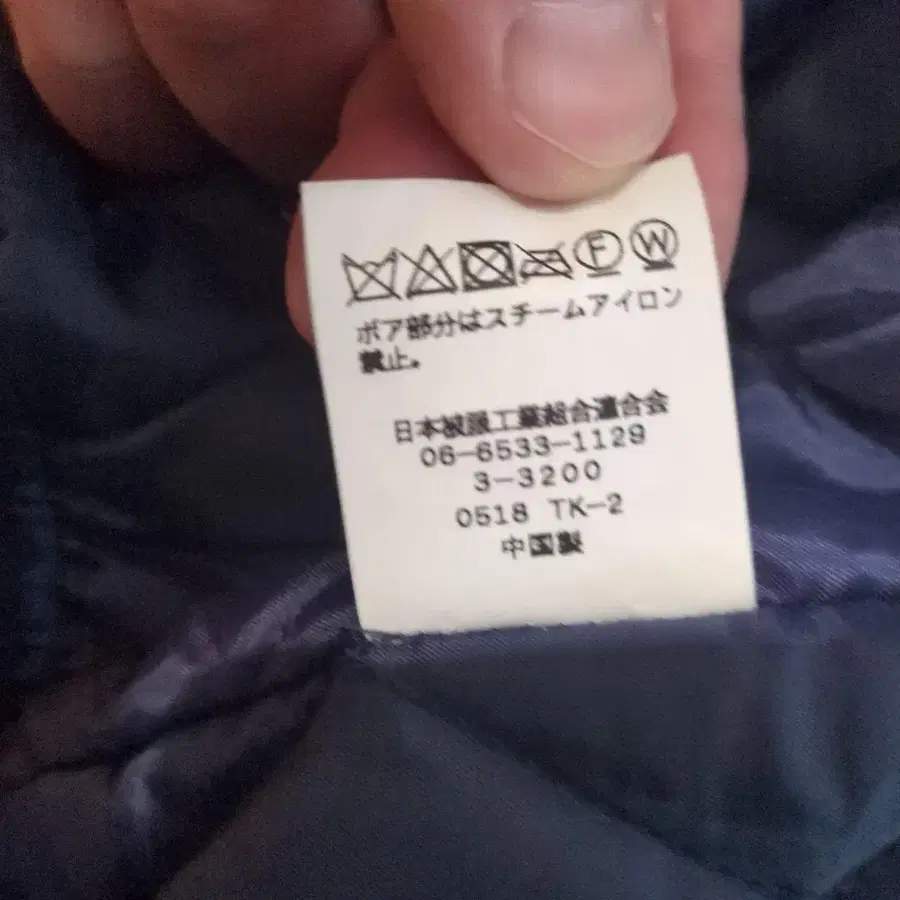 F W
ボア部分はスチームアイロン
禁止。
日本被服工業組合連合会
06-6533-1129
3-3200
0518 TK-2
中国製